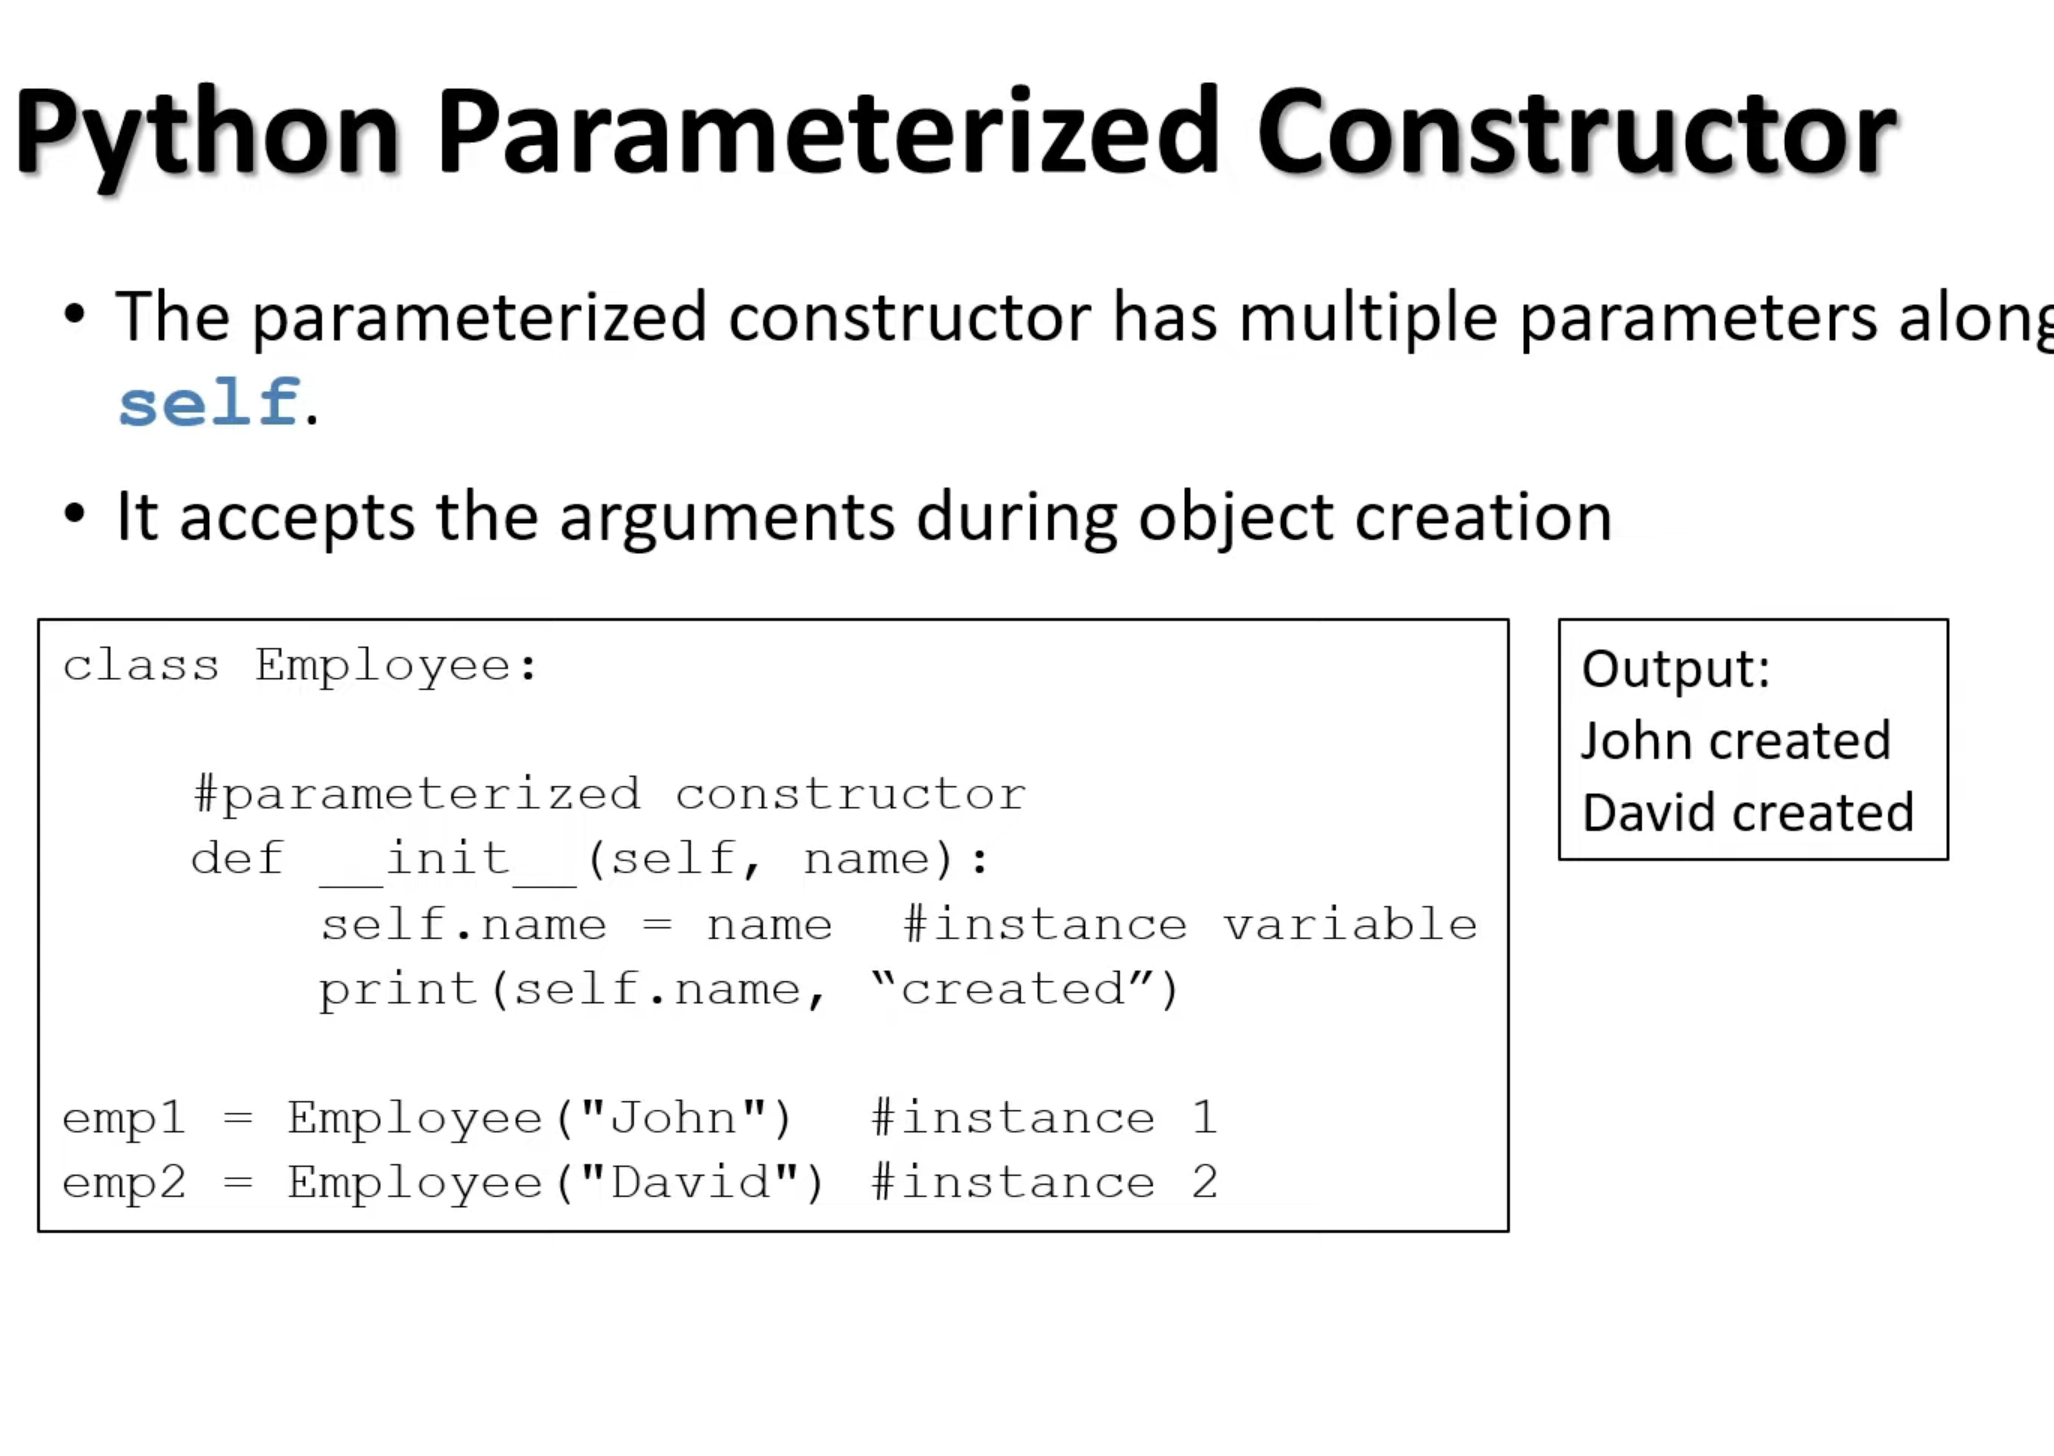 Python Parameterized Constructor
• The parameterized constructor has multiple parameters along
self.
• It accepts the arguments during object creation
class Employee:
    #parameterized constructor
    def __init__(self, name):
        self.name = name  #instance variable
        print(self.name, “created”)
emp1 = Employee("John")  #instance 1
emp2 = Employee("David") #instance 2
Output:
John created
David created